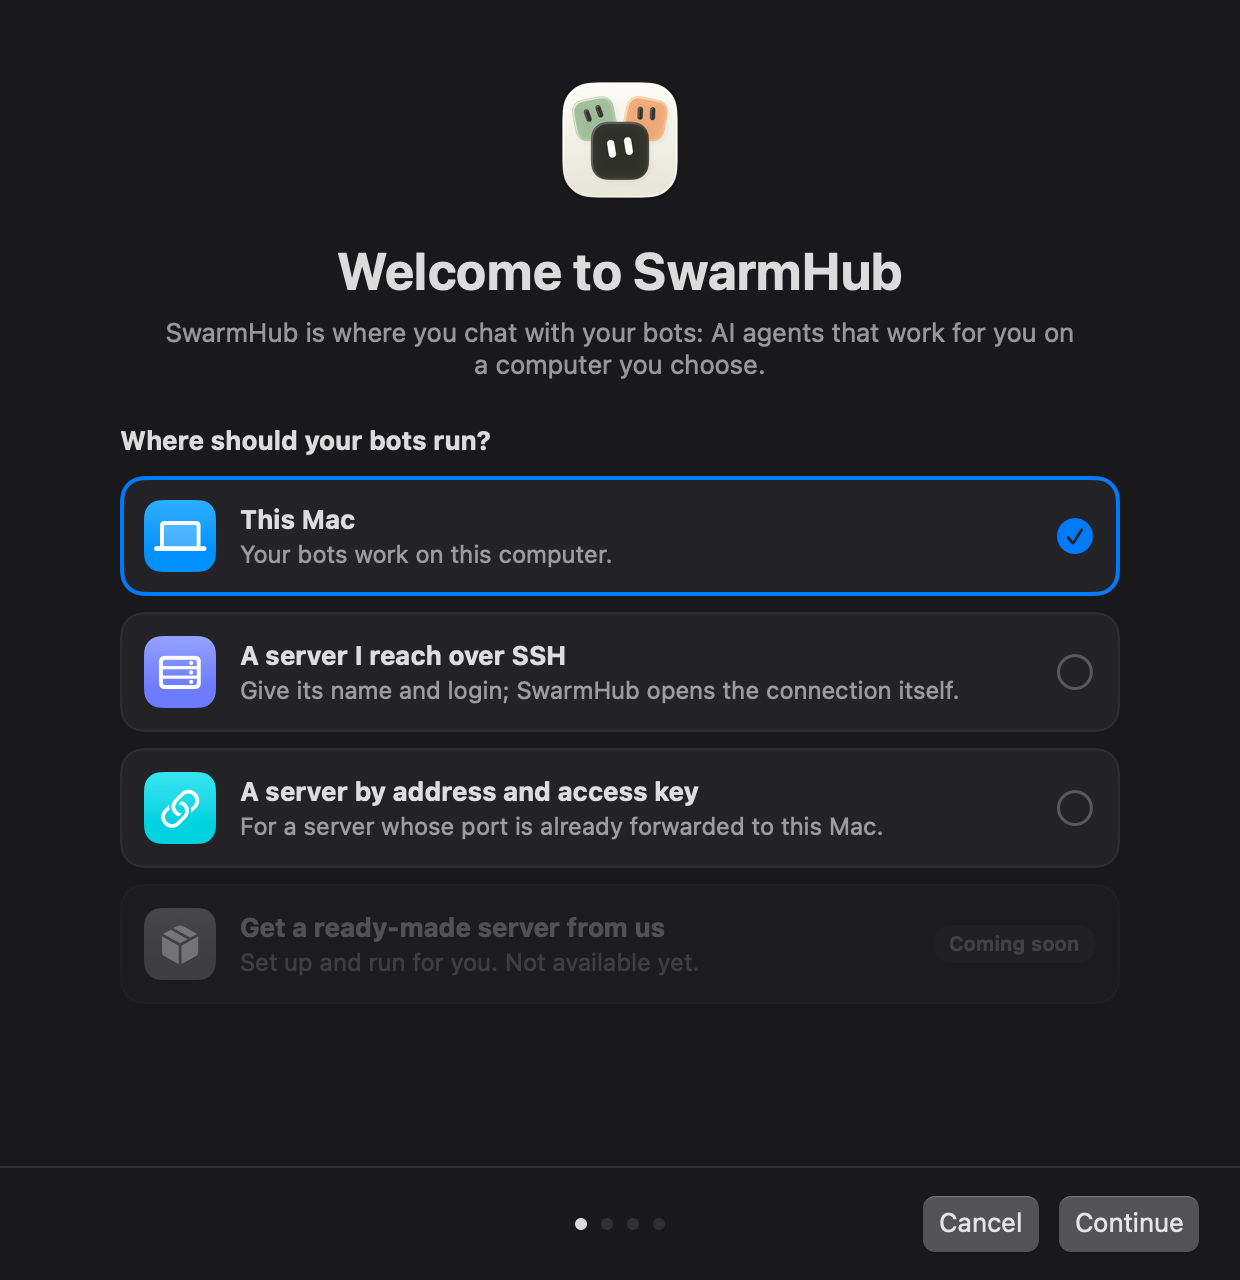 Welcome to SwarmHub
SwarmHub is where you chat with your bots: AI agents that work for you on
a computer you choose.
Where should your bots run?
This Mac
Your bots work on this computer.
A server I reach over SSH
Give its name and login; SwarmHub opens the connection itself.
A server by address and access key
For a server whose port is already forwarded to this Mac.
Get a ready-made server from us
Set up and run for you. Not available yet.
Coming soon
Cancel
Continue